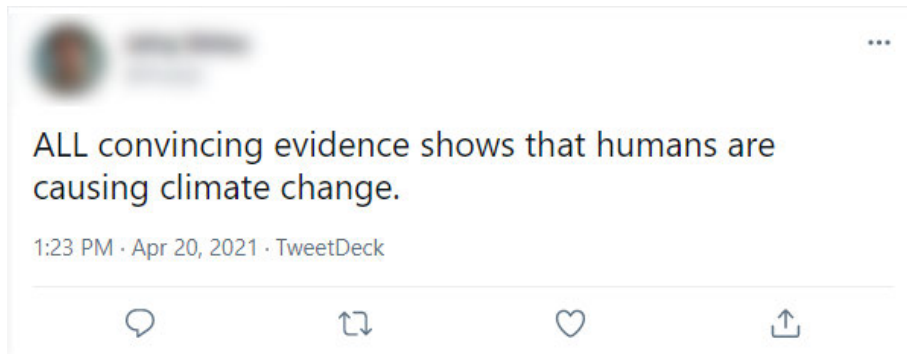 ALL convincing evidence shows that humans are
causing climate change.
1:23 PM · Apr 20, 2021 · TweetDeck